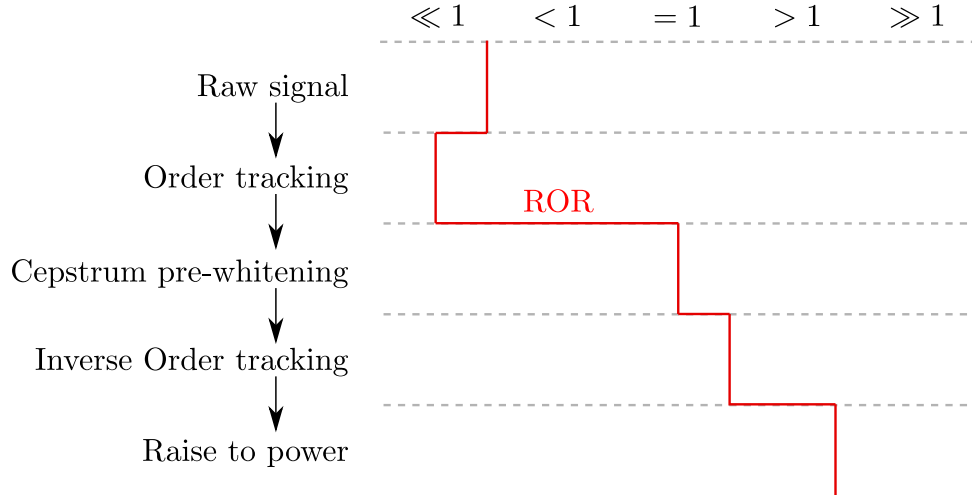 ≪ 1 < 1 = 1 > 1 ≫ 1
Raw signal
Order tracking
ROR
Cepstrum pre-whitening
Inverse Order tracking
Raise to power